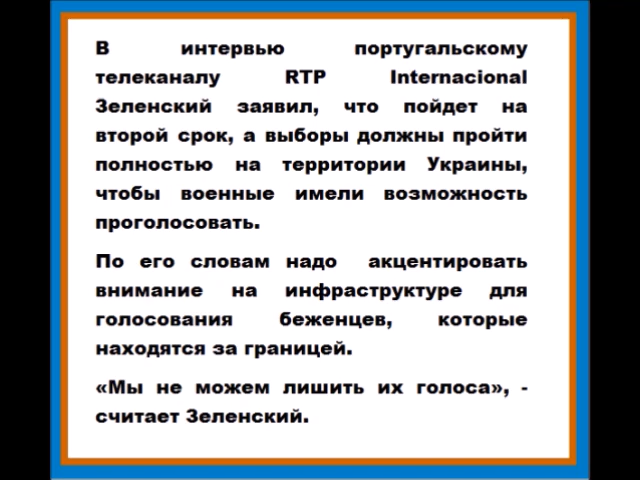 В интервью португальскому
телеканалу RTP Internacional
Зеленский заявил, что пойдет на
второй срок, а выборы должны пройти
полностью на территории Украины,
чтобы военные имели возможность
проголосовать.
По его словам надо акцентировать
внимание на инфраструктуре для
голосования беженцев, которые
находятся за границей.
«Мы не можем лишить их голоса», -
считает Зеленский.